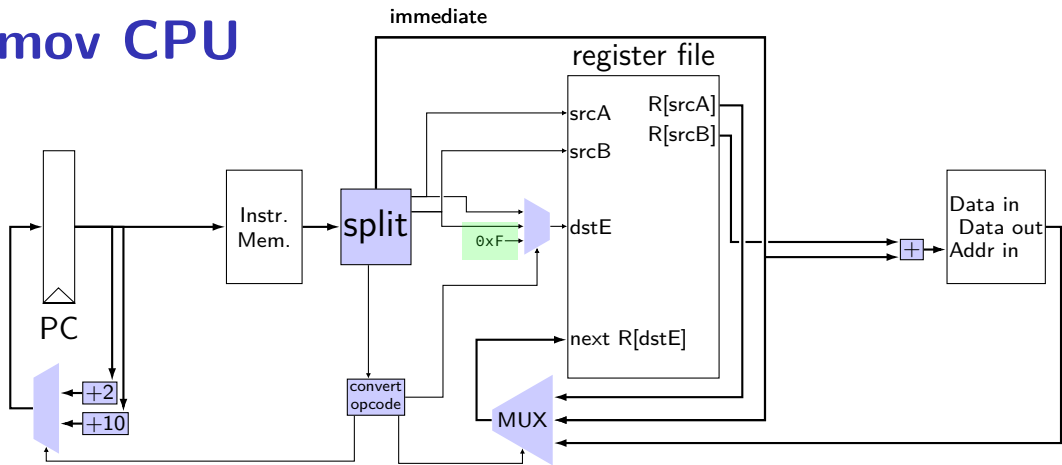 mov CPU
immediate
register file
srcA
R[srcA]
R[srcB]
srcB
Instr.
Mem.
split
0xF
dstE
+
Data in
Data out
Addr in
PC
next R[dstE]
+2
+10
convert
opcode
MUX